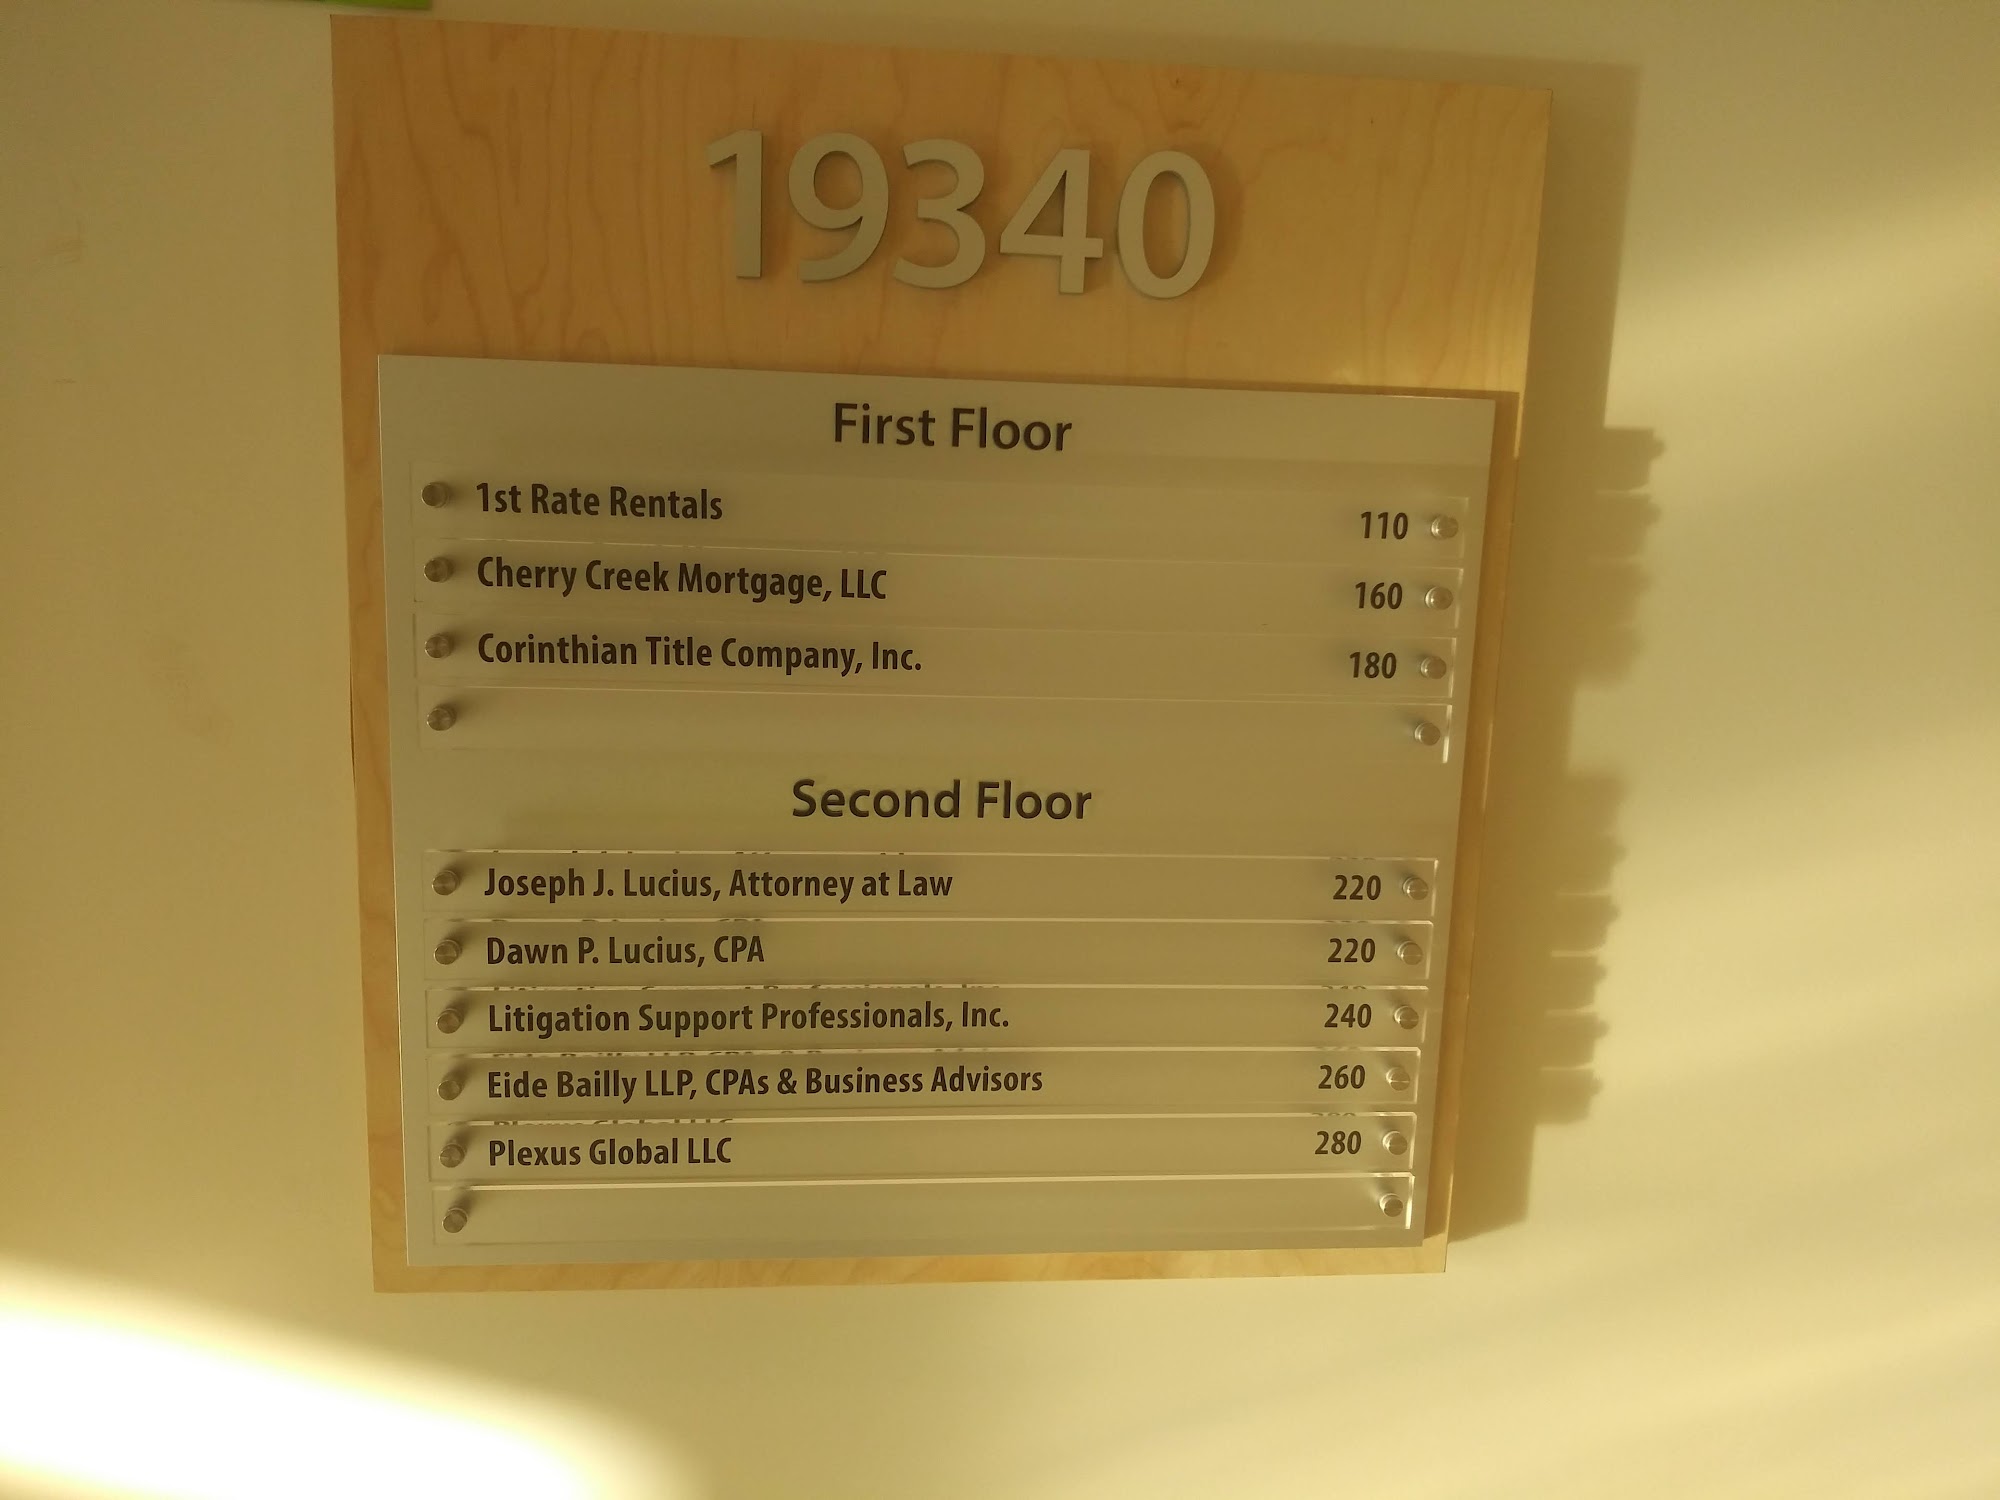 19340
First Floor
1st Rate Rentals 110
Cherry Creek Mortgage, LLC 160
Corinthian Title Company, Inc. 180
Second Floor
Joseph J. Lucius, Attorney at Law 220
Dawn P. Lucius, CPA 220
Litigation Support Professionals, Inc. 240
Eide Bailly LLP, CPAs & Business Advisors 260
Plexus Global LLC 280